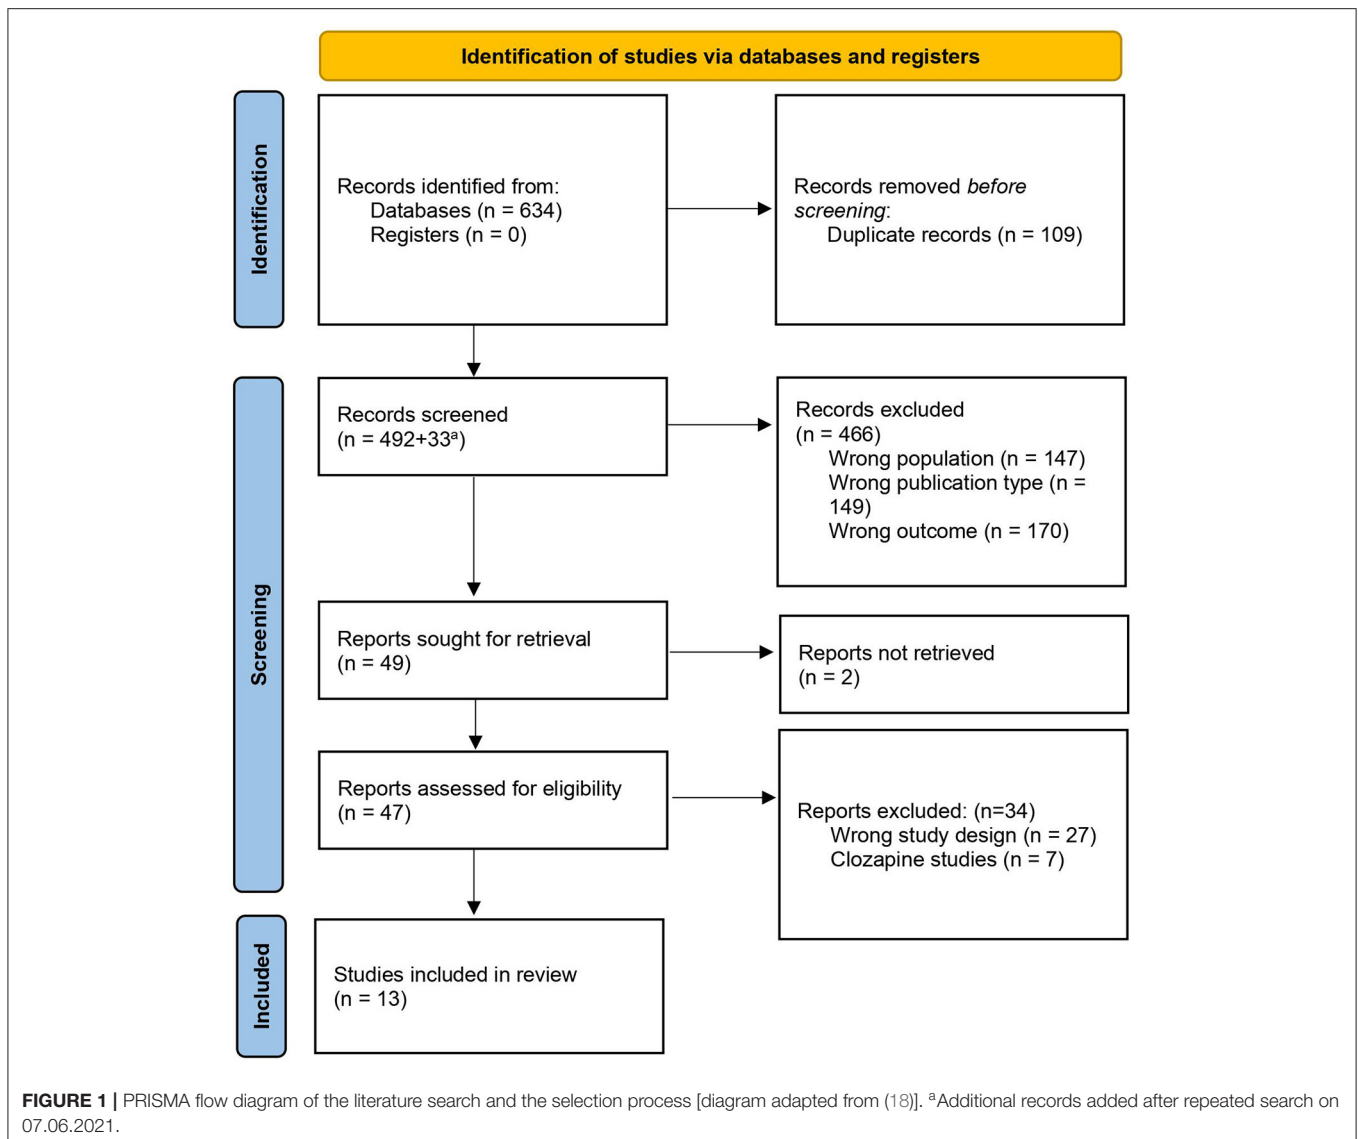 Identification of studies via databases and registers
Identification
Records identified from:
Databases (n = 634)
Registers (n = 0)
Records removed before
screening:
Duplicate records (n = 109)
Screening
Records screened
(n = 492+33ᵃ)
Records excluded
(n = 466)
Wrong population (n = 147)
Wrong publication type (n =
149)
Wrong outcome (n = 170)
Reports sought for retrieval
(n = 49)
Reports not retrieved
(n = 2)
Reports assessed for eligibility
(n = 47)
Reports excluded: (n=34)
Wrong study design (n = 27)
Clozapine studies (n = 7)
Included
Studies included in review
(n = 13)
FIGURE 1 | PRISMA flow diagram of the literature search and the selection process [diagram adapted from (18)]. ᵃAdditional records added after repeated search on
07.06.2021.